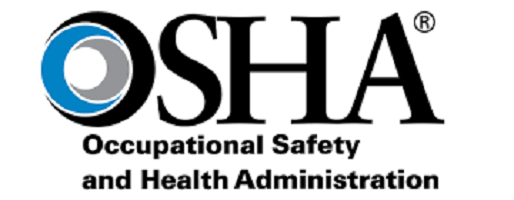 OSHA®
Occupational Safety
and Health Administration